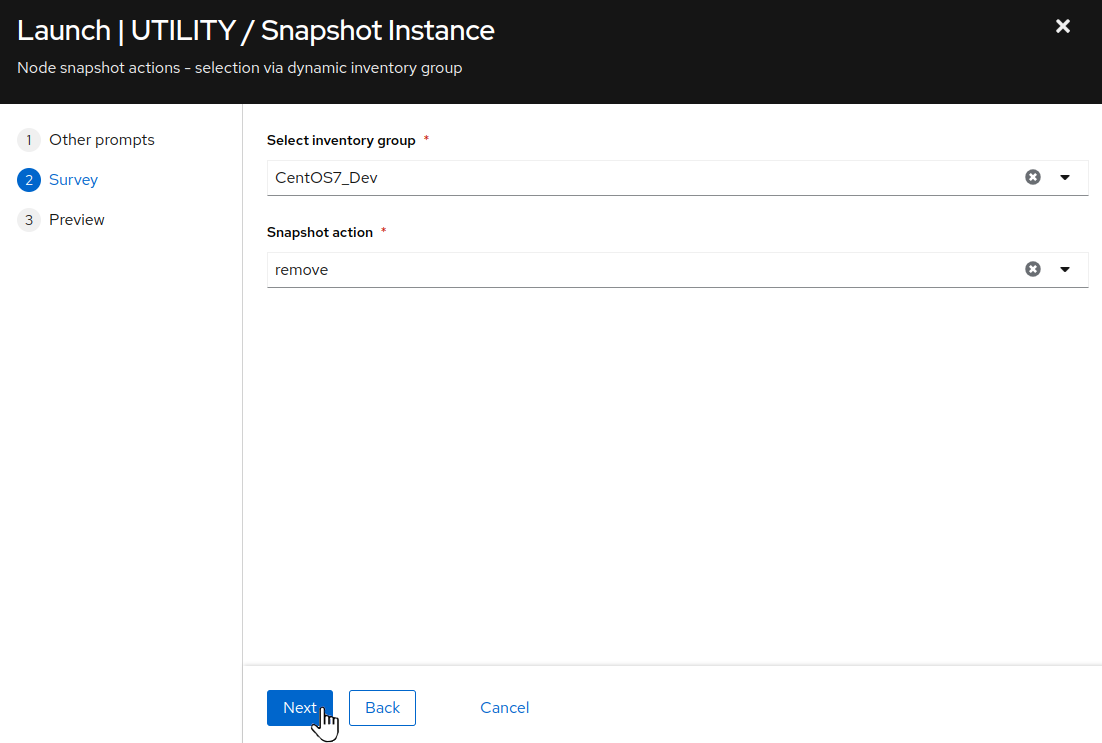 Launch | UTILITY / Snapshot Instance
Node snapshot actions - selection via dynamic inventory group
1 Other prompts
2 Survey
3 Preview
Select inventory group *
CentOS7_Dev
Snapshot action *
remove
Next Back Cancel